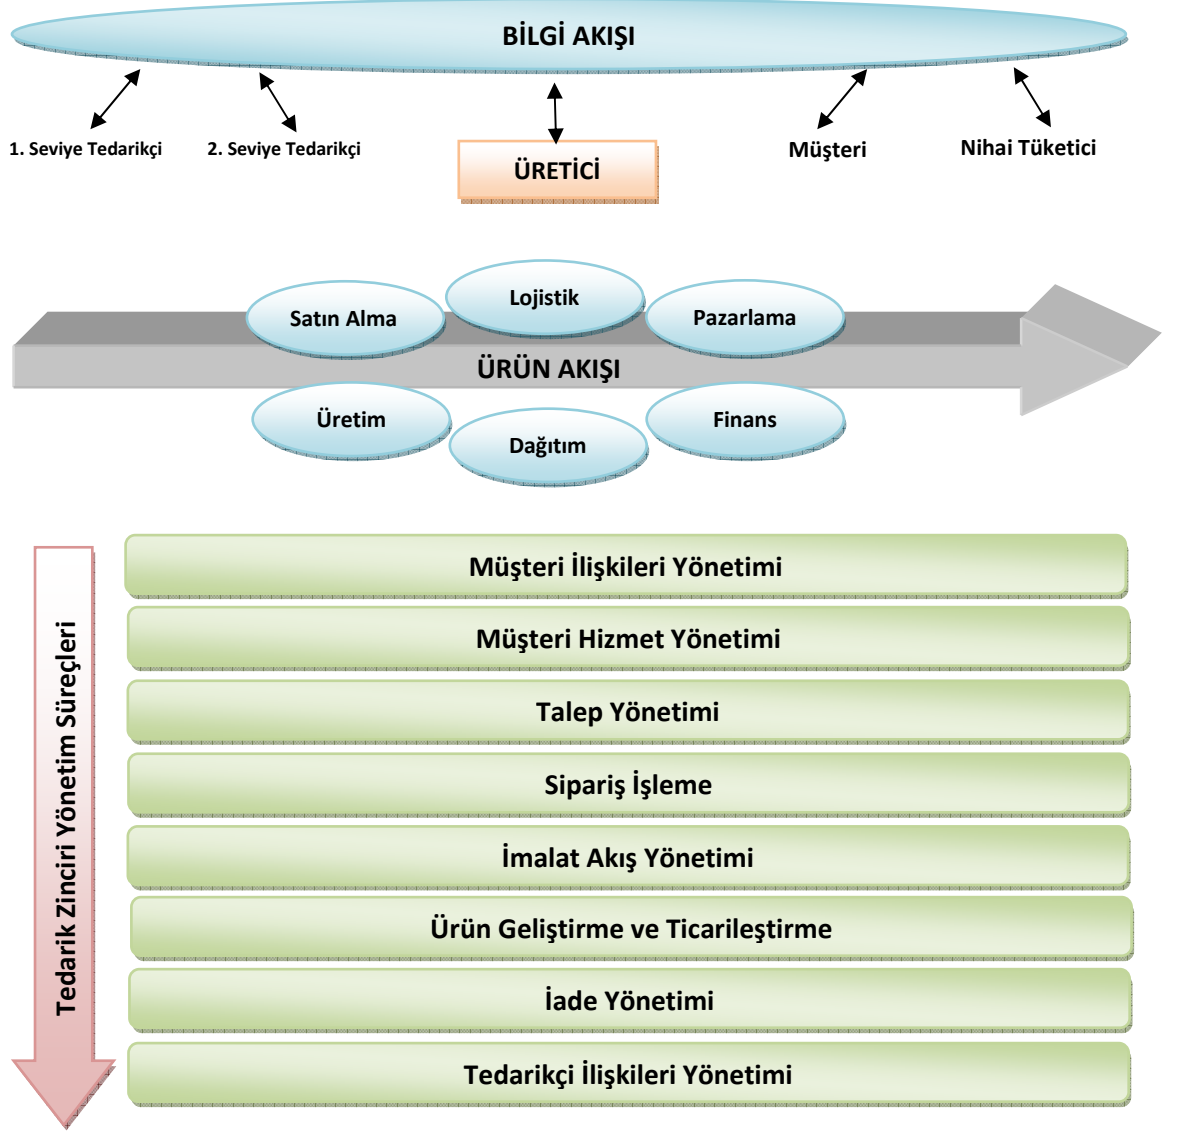 BİLGİ AKIŞI
1. Seviye Tedarikçi
2. Seviye Tedarikçi
ÜRETİCİ
Müşteri
Nihai Tüketici
Satın Alma
Lojistik
Pazarlama
ÜRÜN AKIŞI
Üretim
Dağıtım
Finans
Tedarik Zinciri Yönetim Süreçleri
Müşteri İlişkileri Yönetimi
Müşteri Hizmet Yönetimi
Talep Yönetimi
Sipariş İşleme
İmalat Akış Yönetimi
Ürün Geliştirme ve Ticarileştirme
İade Yönetimi
Tedarikçi İlişkileri Yönetimi